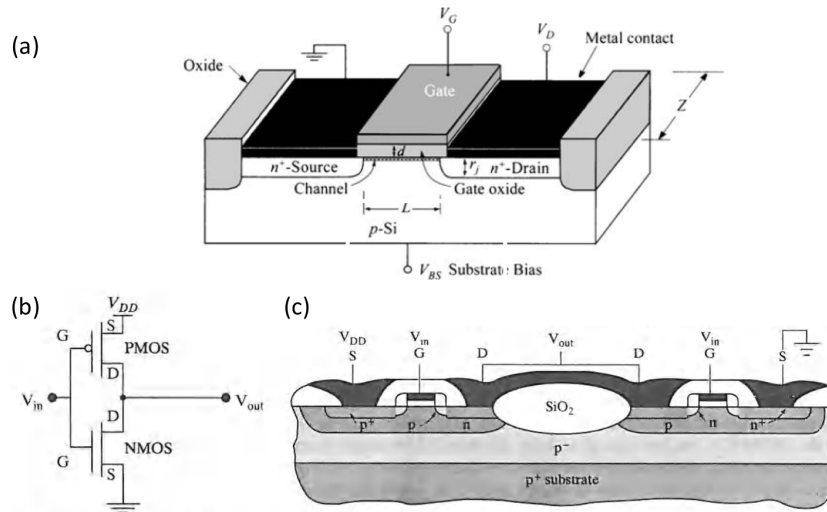 (a)
V_G
V_D
Metal contact
Oxide
Gate
Z
d
n⁺-Source
r_j
n⁺-Drain
Channel
Gate oxide
L
p-Si
V_BS Substrate Bias
(b)
V_DD
G
S
PMOS
D
V_in
V_out
D
G
NMOS
S
(c)
V_DD
V_in
V_out
V_in
S
G
D
D
G
S
SiO₂
p⁺
p
n
p
n
n⁺
p⁻
p⁺ substrate